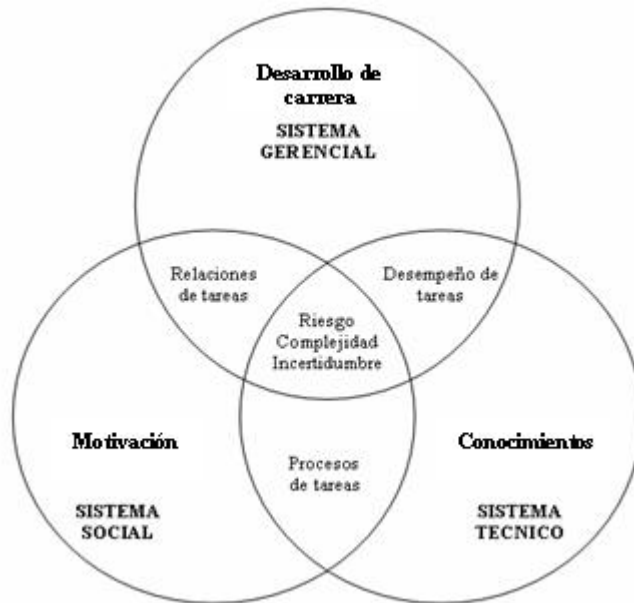 Desarrollo de
carrera
SISTEMA
GERENCIAL
Relaciones
de tareas
Desempeño de
tareas
Riesgo
Complejidad
Incertidumbre
Motivación
Conocimientos
Procesos
de tareas
SISTEMA
SOCIAL
SISTEMA
TECNICO